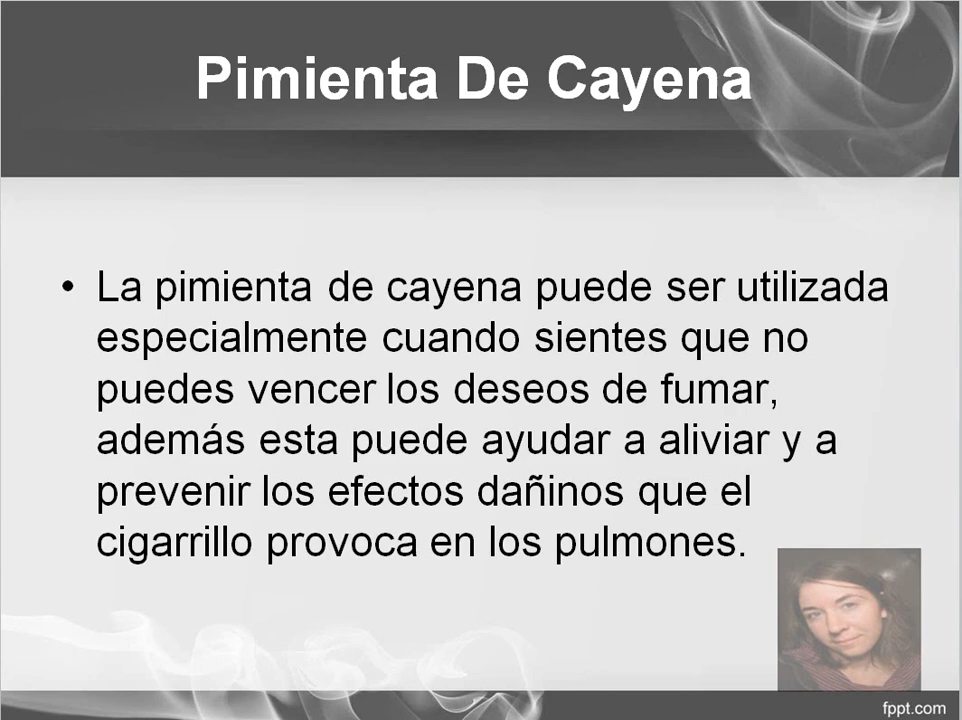 Pimienta De Cayena
• La pimienta de cayena puede ser utilizada
especialmente cuando sientes que no
puedes vencer los deseos de fumar,
además esta puede ayudar a aliviar y a
prevenir los efectos dañinos que el
cigarrillo provoca en los pulmones.
fppt.com